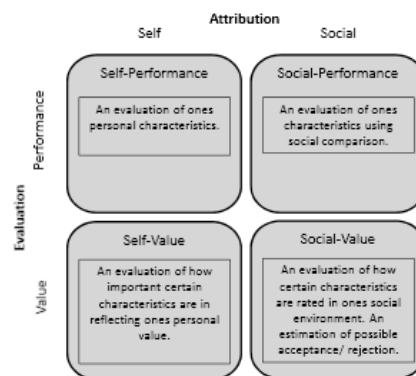 Attribution
Self
Social
Evaluation
Performance
Self-Performance
An evaluation of ones
personal characteristics.
Social-Performance
An evaluation of ones
characteristics using
social comparison.
Value
Self-Value
An evaluation of how
important certain
characteristics are in
reflecting ones personal
value.
Social-Value
An evaluation of how
certain characteristics
are rated in ones social
environment. An
estimation of possible
acceptance/ rejection.